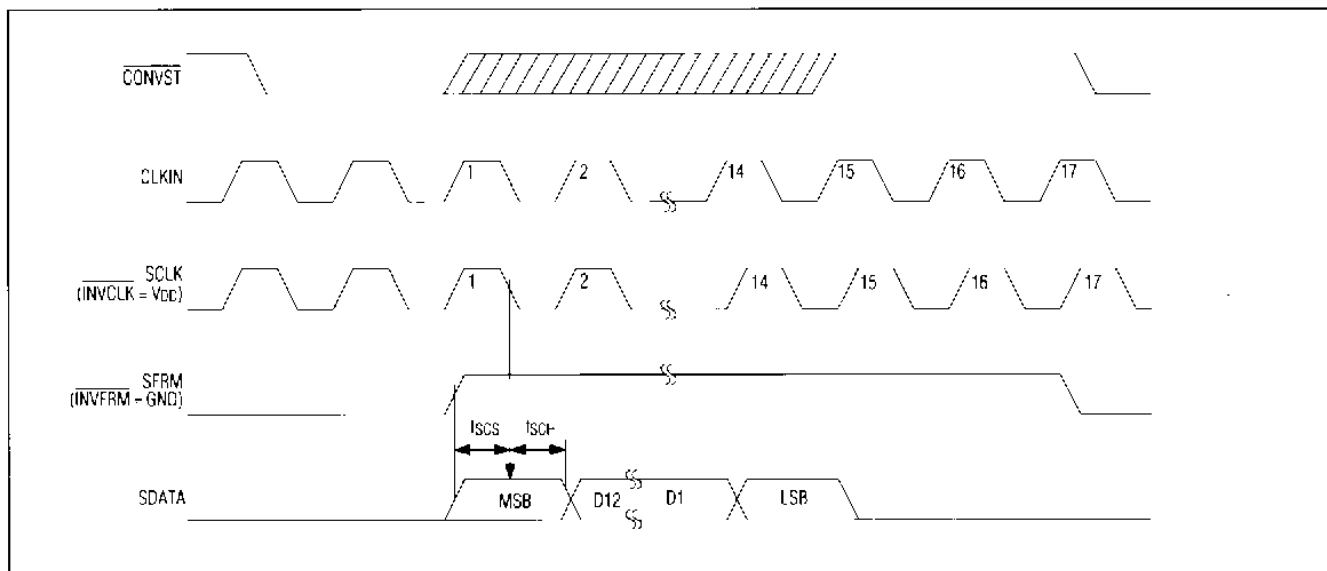 CONVST
CLKIN
1 2 14 15 16 17
SCLK
(INVCLK = VDD)
1 2 14 15 16 17
SFRM
(INVFRM = GND)
tSCS tSCH
SDATA
MSB D12 D1 LSB